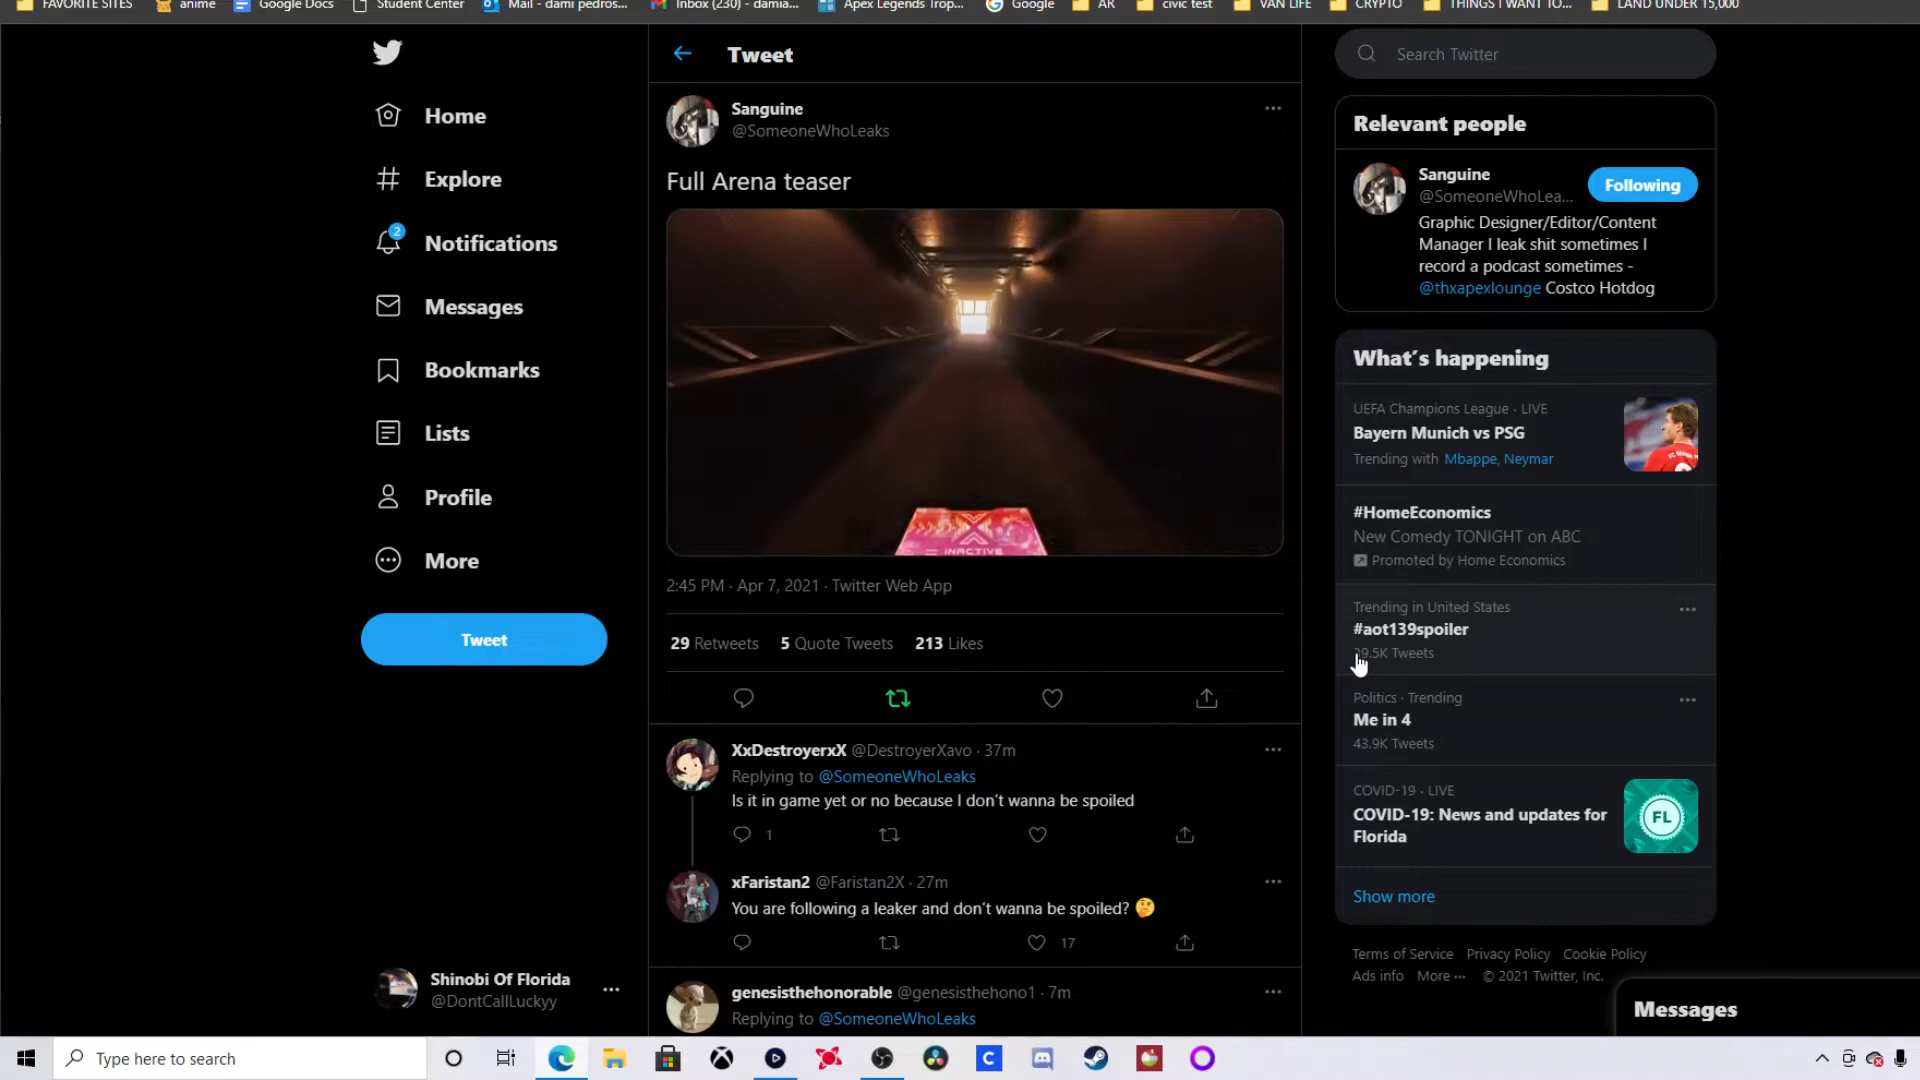 FAVORITE SITES
anime
Google Docs
Student Center
Mail - dami pedros...
Inbox (230) - damia...
Apex Legends Trop...
Google
AR
civic test
VAN LIFE
CRYPTO
THINGS I WANT TO...
LAND UNDER 15,000
Home
Explore
2
Notifications
Messages
Bookmarks
Lists
Profile
More
Tweet
Shinobi Of Florida
@DontCallLuckyy
Tweet
Sanguine
@SomeoneWhoLeaks
Full Arena teaser
INACTIVE
2:45 PM · Apr 7, 2021 · Twitter Web App
29 Retweets 5 Quote Tweets 213 Likes
XxDestroyerxX @DestroyerXavo · 37m
Replying to @SomeoneWhoLeaks
Is it in game yet or no because I don't wanna be spoiled
1
xFaristan2 @Faristan2X · 27m
You are following a leaker and don't wanna be spoiled? 🤔
17
genesisthehonorable @genesisthehono1 · 7m
Replying to @SomeoneWhoLeaks
Search Twitter
Relevant people
Sanguine
@SomeoneWhoLea...
Following
Graphic Designer/Editor/Content
Manager I leak shit sometimes I
record a podcast sometimes -
@thxapexlounge Costco Hotdog
What's happening
UEFA Champions League · LIVE
Bayern Munich vs PSG
Trending with Mbappe, Neymar
#HomeEconomics
New Comedy TONIGHT on ABC
Promoted by Home Economics
Trending in United States
#aot139spoiler
39.5K Tweets
Politics · Trending
Me in 4
43.9K Tweets
COVID-19 · LIVE
COVID-19: News and updates for
Florida
FL
Show more
Terms of Service Privacy Policy Cookie Policy
Ads info More ··· © 2021 Twitter, Inc.
Messages
Type here to search